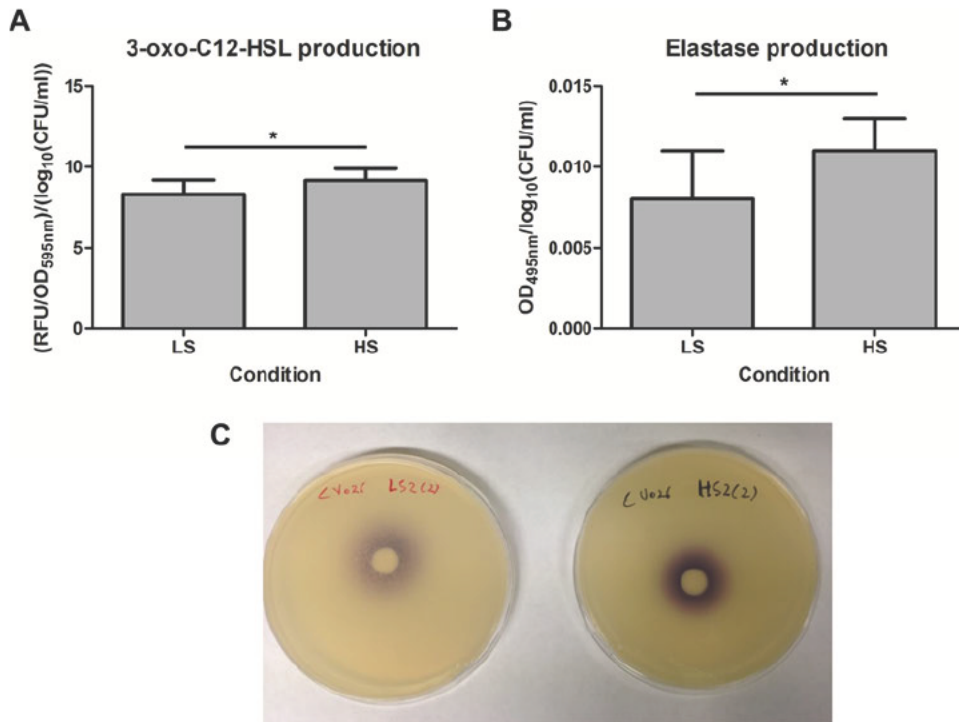 A
3-oxo-C12-HSL production
(RFU/OD595nm)/(log10(CFU/ml))
15
10
5
0
*
LS
HS
Condition
B
Elastase production
OD495nm/log10(CFU/ml)
0.015
0.010
0.005
0.000
*
LS
HS
Condition
C
CV026 LS2(2)
CV026 HS2(2)